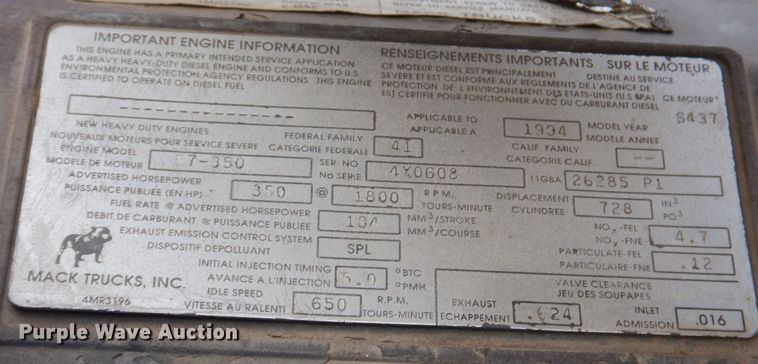 IMPORTANT ENGINE INFORMATION
THIS ENGINE HAS A PRIMARY INTENDED SERVICE APPLICATION
AS A HEAVY HEAVY-DUTY DIESEL ENGINE AND CONFORMS TO U.S.
ENVIRONMENTAL PROTECTION AGENCY REGULATIONS. THIS ENGINE
IS CERTIFIED TO OPERATE ON DIESEL FUEL
RENSEIGNEMENTS IMPORTANTS SUR LE MOTEUR
CE MOTEUR DIESEL EST PRINCIPALEMENT DESTINE AU SERVICE
SEVERE ET EST CONFORME AUX REGLEMENTS DE L'AGENCE DE
PROTECTION DE L'ENVIRONNEMENT DES ETATS-UNIS (U.S EPA). CE MOTEUR
EST CERTIFIE POUR FONCTIONNER AVEC DU CARBURANT DIESEL
NEW HEAVY DUTY ENGINES
NOUVEAUX MOTEURS POUR SERVICE SEVERE
APPLICABLE TO
APPLICABLE A
1994
MODEL YEAR
MODELE ANNEE
S437
FEDERAL FAMILY
CATEGORIE FEDERALE
41
CALIF. FAMILY
CATEGORIE CALIF.
--
ENGINE MODEL
MODELE DE MOTEUR
E7-350
SER NO.
No SERIE
4X0608
11GBA
26285 P1
ADVERTISED HORSEPOWER
PUISSANCE PUBLIEE (EN HP)
350
@
1800
R.P.M.
TOURS-MINUTE
DISPLACEMENT
CYLINDREE
728
IN³
PO³
FUEL RATE @ ADVERTISED HORSEPOWER
DEBIT DE CARBURANT @ PUISSANCE PUBLIEE
184
MM³/STROKE
MM³/COURSE
NOx-FEL
NOx-FNE
4.7
EXHAUST EMISSION CONTROL SYSTEM
DISPOSITIF DEPOLLUANT
SPL
PARTICULATE-FEL
PARTICULAIRE-FNE
.12
MACK TRUCKS, INC.
4MR3196
INITIAL INJECTION TIMING
AVANCE A L'INJECTION
5.0
°BTC
°PMH
IDLE SPEED
VITESSE AU RALENTI
650
R.P.M.
TOURS-MINUTE
VALVE CLEARANCE
JEU DES SOUPAPES
EXHAUST
ECHAPPEMENT
.024
INLET
ADMISSION
.016
Purple Wave Auction